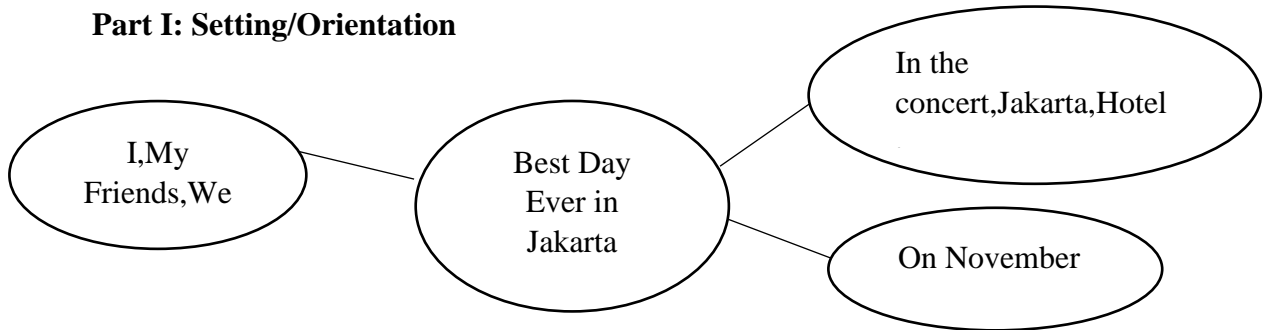 Part I: Setting/Orientation
In the
concert,Jakarta,Hotel
I,My
Friends,We
Best Day
Ever in
Jakarta
On November